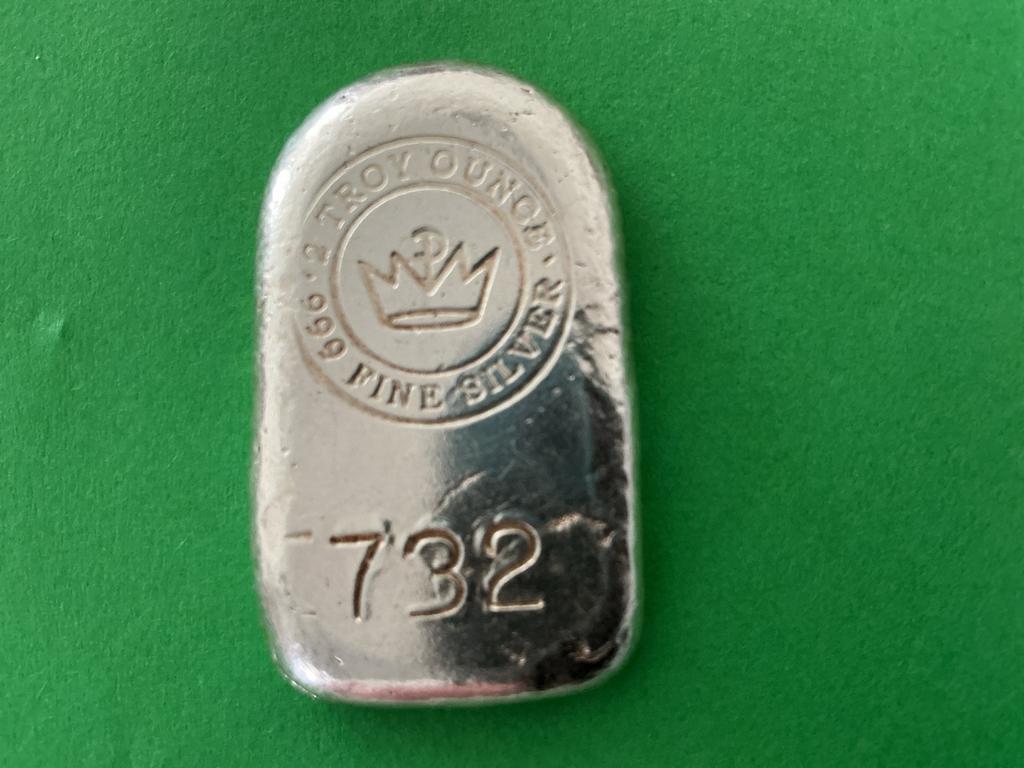 2 TROY OUNCE
999 FINE SILVER
P
732